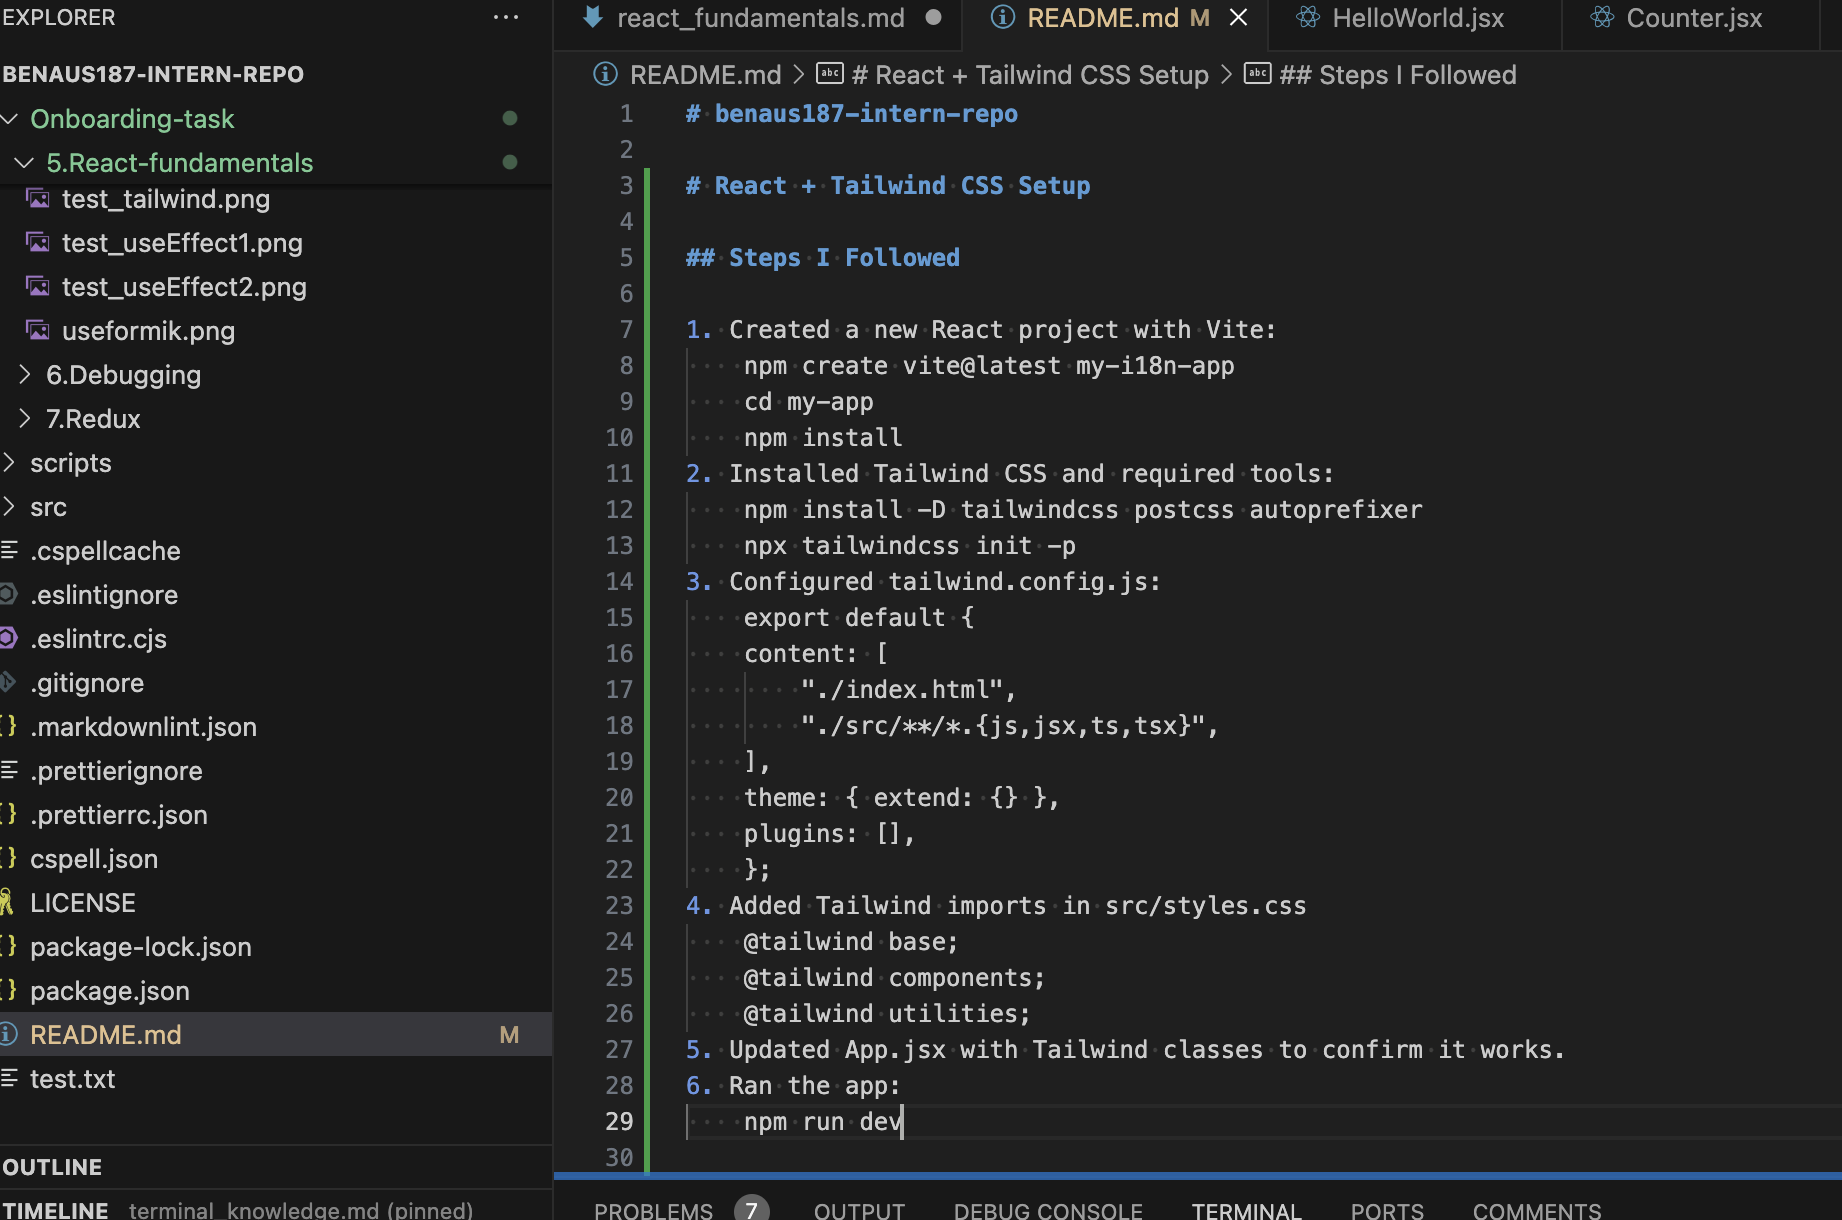 EXPLORER
BENAUS187-INTERN-REPO
Onboarding-task
5.React-fundamentals
test_tailwind.png
test_useEffect1.png
test_useEffect2.png
useformik.png
6.Debugging
7.Redux
scripts
src
.cspellcache
.eslintignore
.eslintrc.cjs
.gitignore
.markdownlint.json
.prettierignore
.prettierrc.json
cspell.json
LICENSE
package-lock.json
package.json
README.md M
test.txt
OUTLINE
TIMELINE terminal_knowledge.md (pinned)
react_fundamentals.md README.md M HelloWorld.jsx Counter.jsx
README.md > # React + Tailwind CSS Setup > ## Steps I Followed
1 # benaus187-intern-repo
2
3 # React + Tailwind CSS Setup
4
5 ## Steps I Followed
6
7 1. Created a new React project with Vite:
8 npm create vite@latest my-i18n-app
9 cd my-app
10 npm install
11 2. Installed Tailwind CSS and required tools:
12 npm install -D tailwindcss postcss autoprefixer
13 npx tailwindcss init -p
14 3. Configured tailwind.config.js:
15 export default {
16 content: [
17 "./index.html",
18 "./src/**/*.{js,jsx,ts,tsx}",
19 ],
20 theme: { extend: {} },
21 plugins: [],
22 };
23 4. Added Tailwind imports in src/styles.css
24 @tailwind base;
25 @tailwind components;
26 @tailwind utilities;
27 5. Updated App.jsx with Tailwind classes to confirm it works.
28 6. Ran the app:
29 npm run dev
30
PROBLEMS 7 OUTPUT DEBUG CONSOLE TERMINAL PORTS COMMENTS